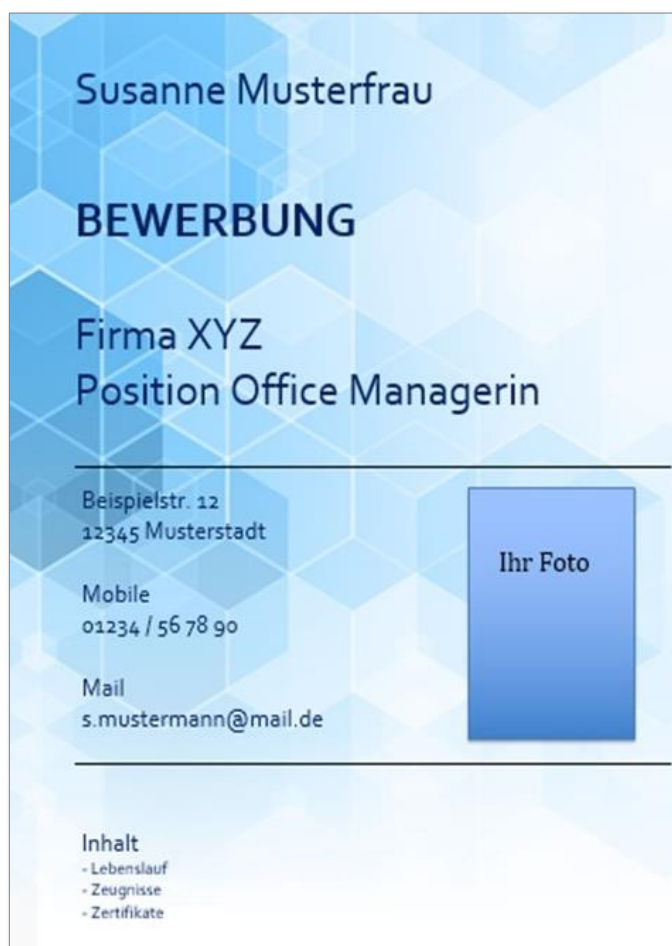 Susanne Musterfrau
BEWERBUNG
Firma XYZ
Position Office Managerin
Beispielstr. 12
12345 Musterstadt
Ihr Foto
Mobile
01234 / 56 78 90
Mail
s.mustermann@mail.de
Inhalt
- Lebenslauf
- Zeugnisse
- Zertifikate